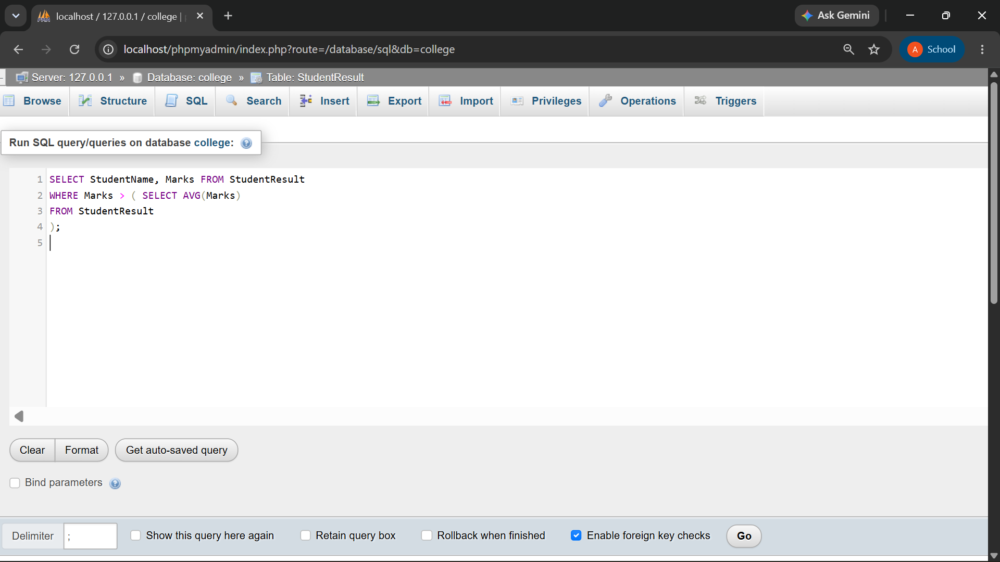 localhost / 127.0.0.1 / college |
Ask Gemini
localhost/phpmyadmin/index.php?route=/database/sql&db=college
A School
Server: 127.0.0.1 » Database: college » Table: StudentResult
Browse Structure SQL Search Insert Export Import Privileges Operations Triggers
Run SQL query/queries on database college:
1 SELECT StudentName, Marks FROM StudentResult
2 WHERE Marks > ( SELECT AVG(Marks)
3 FROM StudentResult
4 );
5
Clear Format Get auto-saved query
Bind parameters
Delimiter ; Show this query here again Retain query box Rollback when finished Enable foreign key checks Go